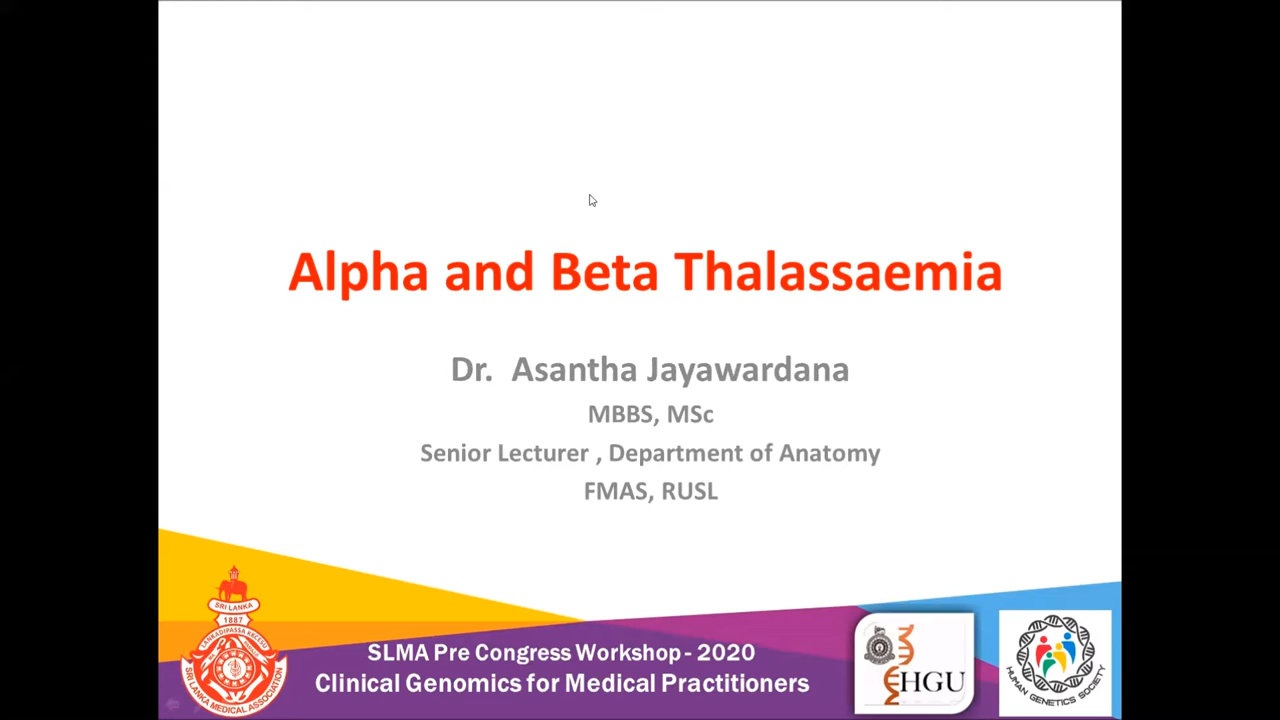 Alpha and Beta Thalassaemia
Dr. Asantha Jayawardana
MBBS, MSc
Senior Lecturer , Department of Anatomy
FMAS, RUSL
SRI LANKA
1887
SRI LANKA MEDICAL ASSOCIATION
SLMA Pre Congress Workshop - 2020
Clinical Genomics for Medical Practitioners
HGU
HUMAN GENETICS SOCIETY